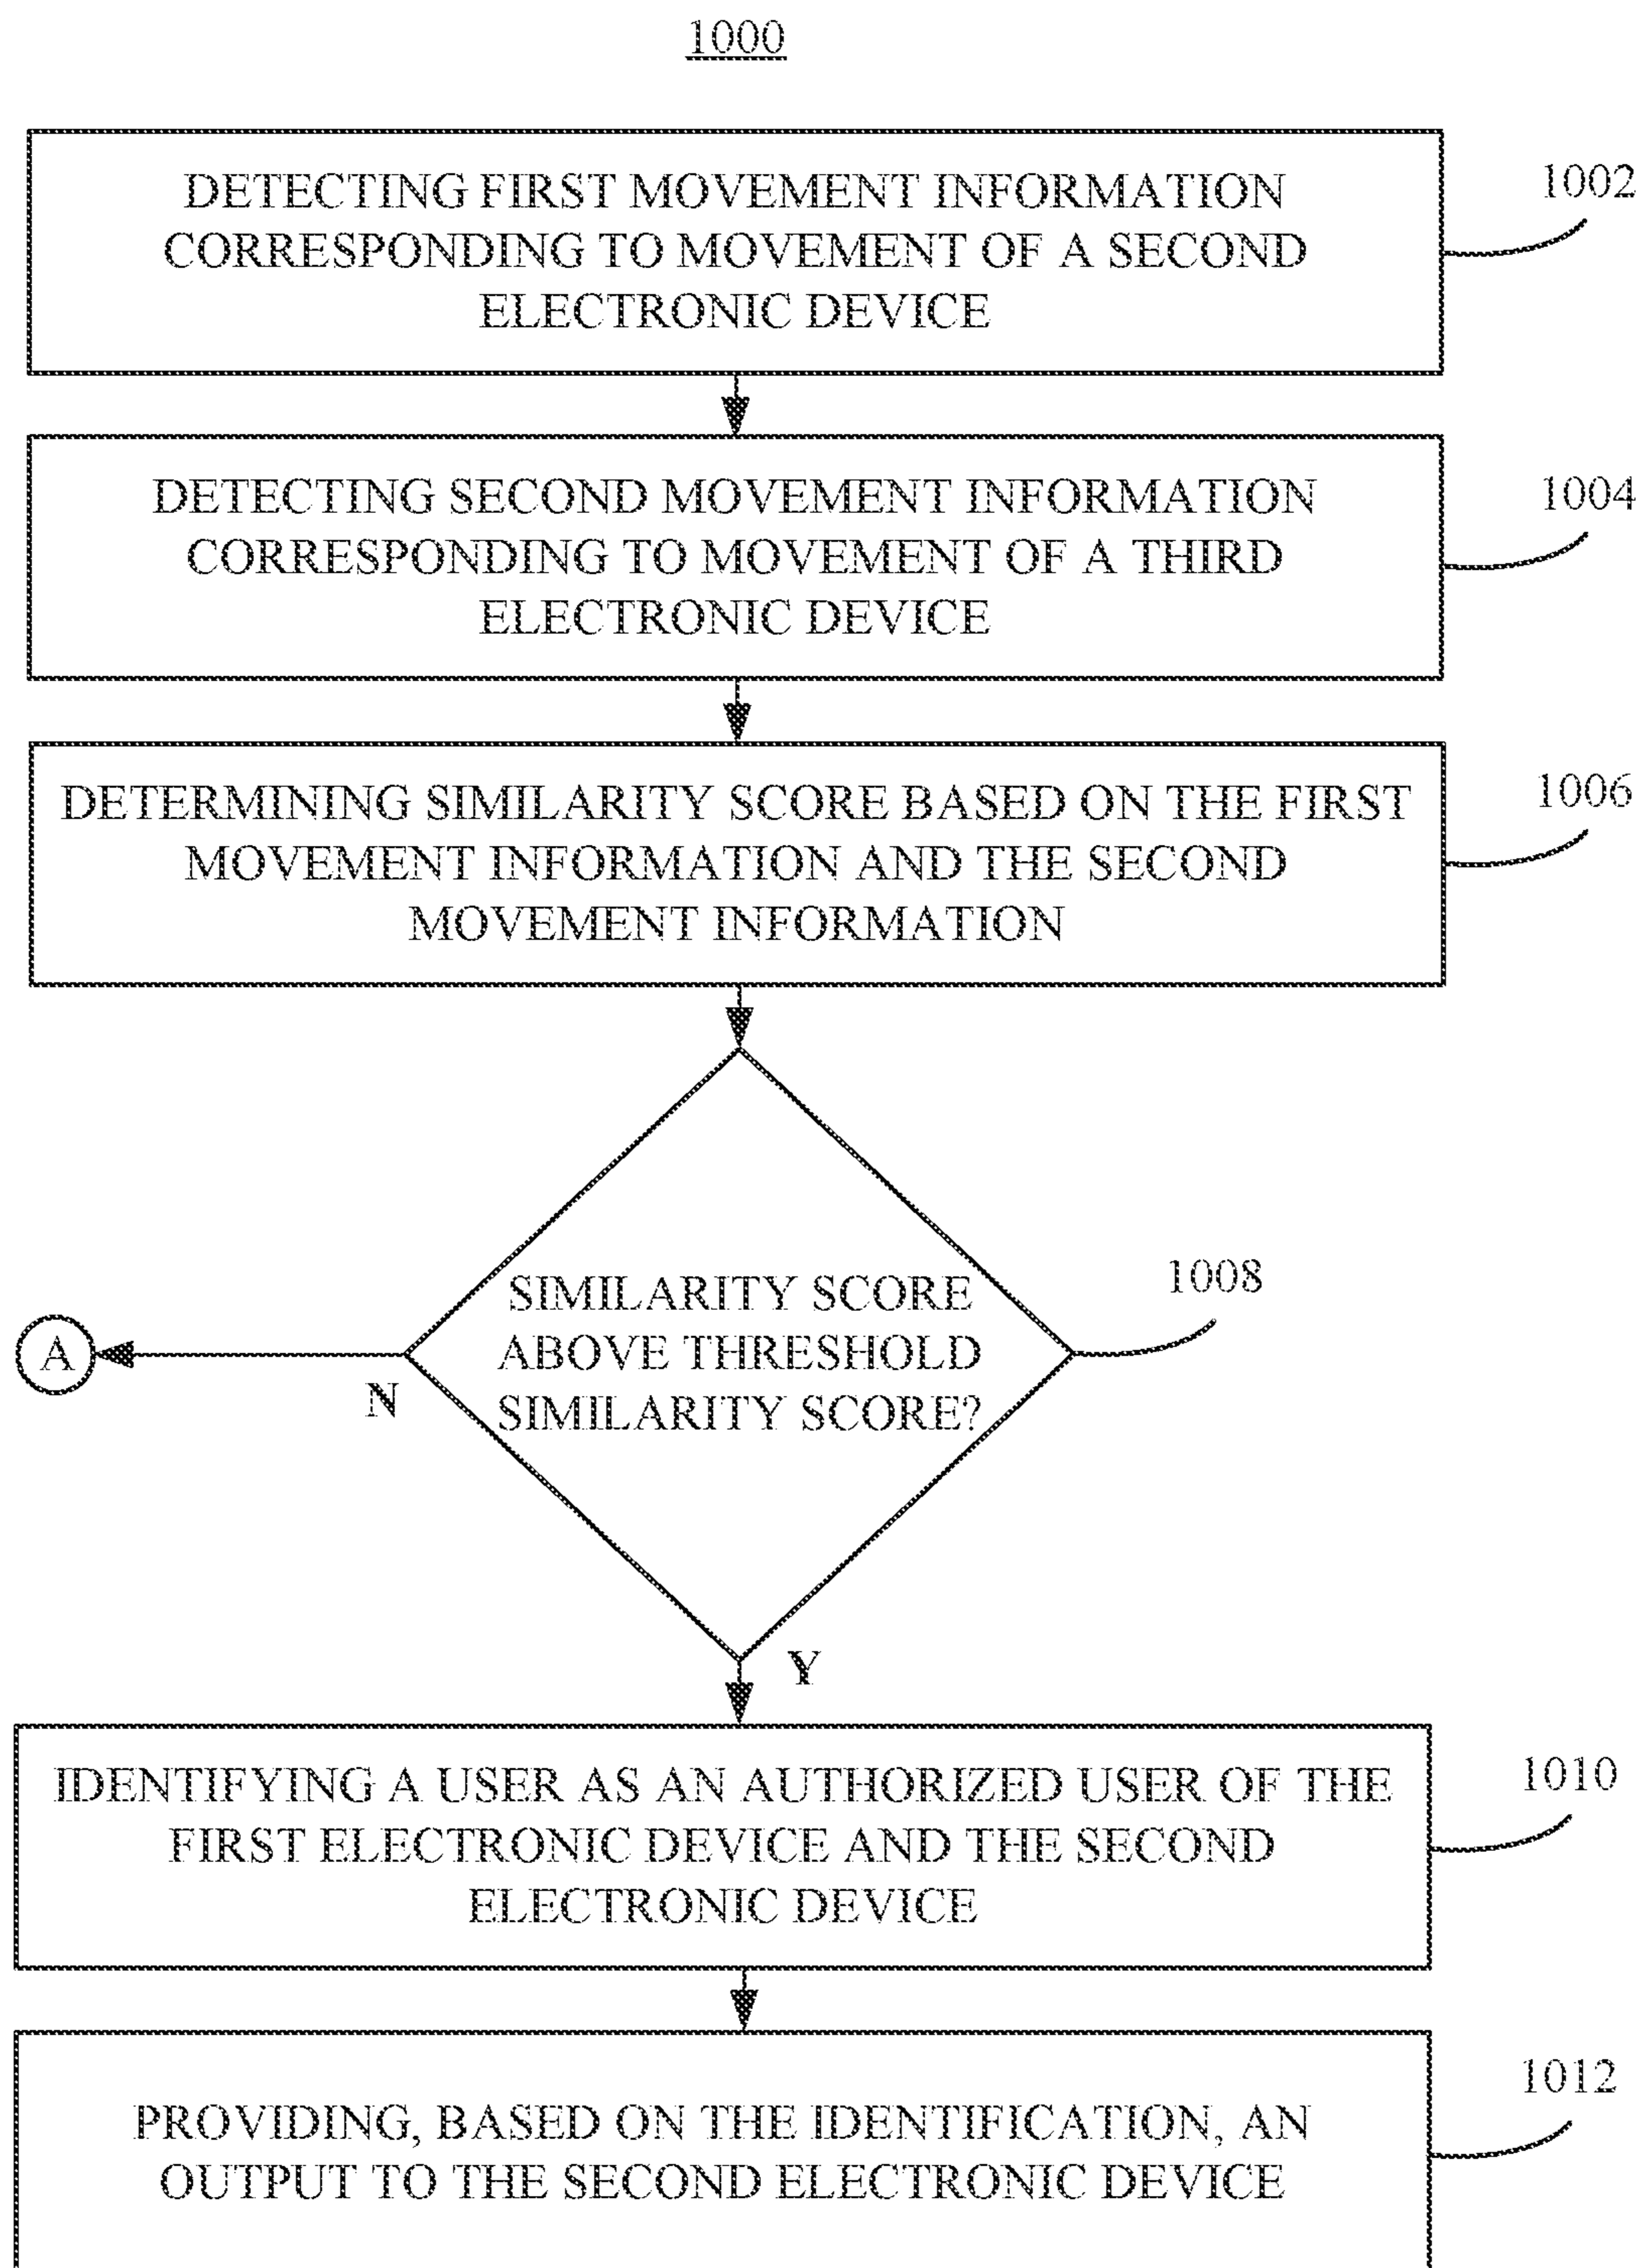 1000
DETECTING FIRST MOVEMENT INFORMATION
CORRESPONDING TO MOVEMENT OF A SECOND
ELECTRONIC DEVICE
1002
DETECTING SECOND MOVEMENT INFORMATION
CORRESPONDING TO MOVEMENT OF A THIRD
ELECTRONIC DEVICE
1004
DETERMINING SIMILARITY SCORE BASED ON THE FIRST
MOVEMENT INFORMATION AND THE SECOND
MOVEMENT INFORMATION
1006
SIMILARITY SCORE
ABOVE THRESHOLD
SIMILARITY SCORE?
1008
A
N
Y
IDENTIFYING A USER AS AN AUTHORIZED USER OF THE
FIRST ELECTRONIC DEVICE AND THE SECOND
ELECTRONIC DEVICE
1010
PROVIDING, BASED ON THE IDENTIFICATION, AN
OUTPUT TO THE SECOND ELECTRONIC DEVICE
1012